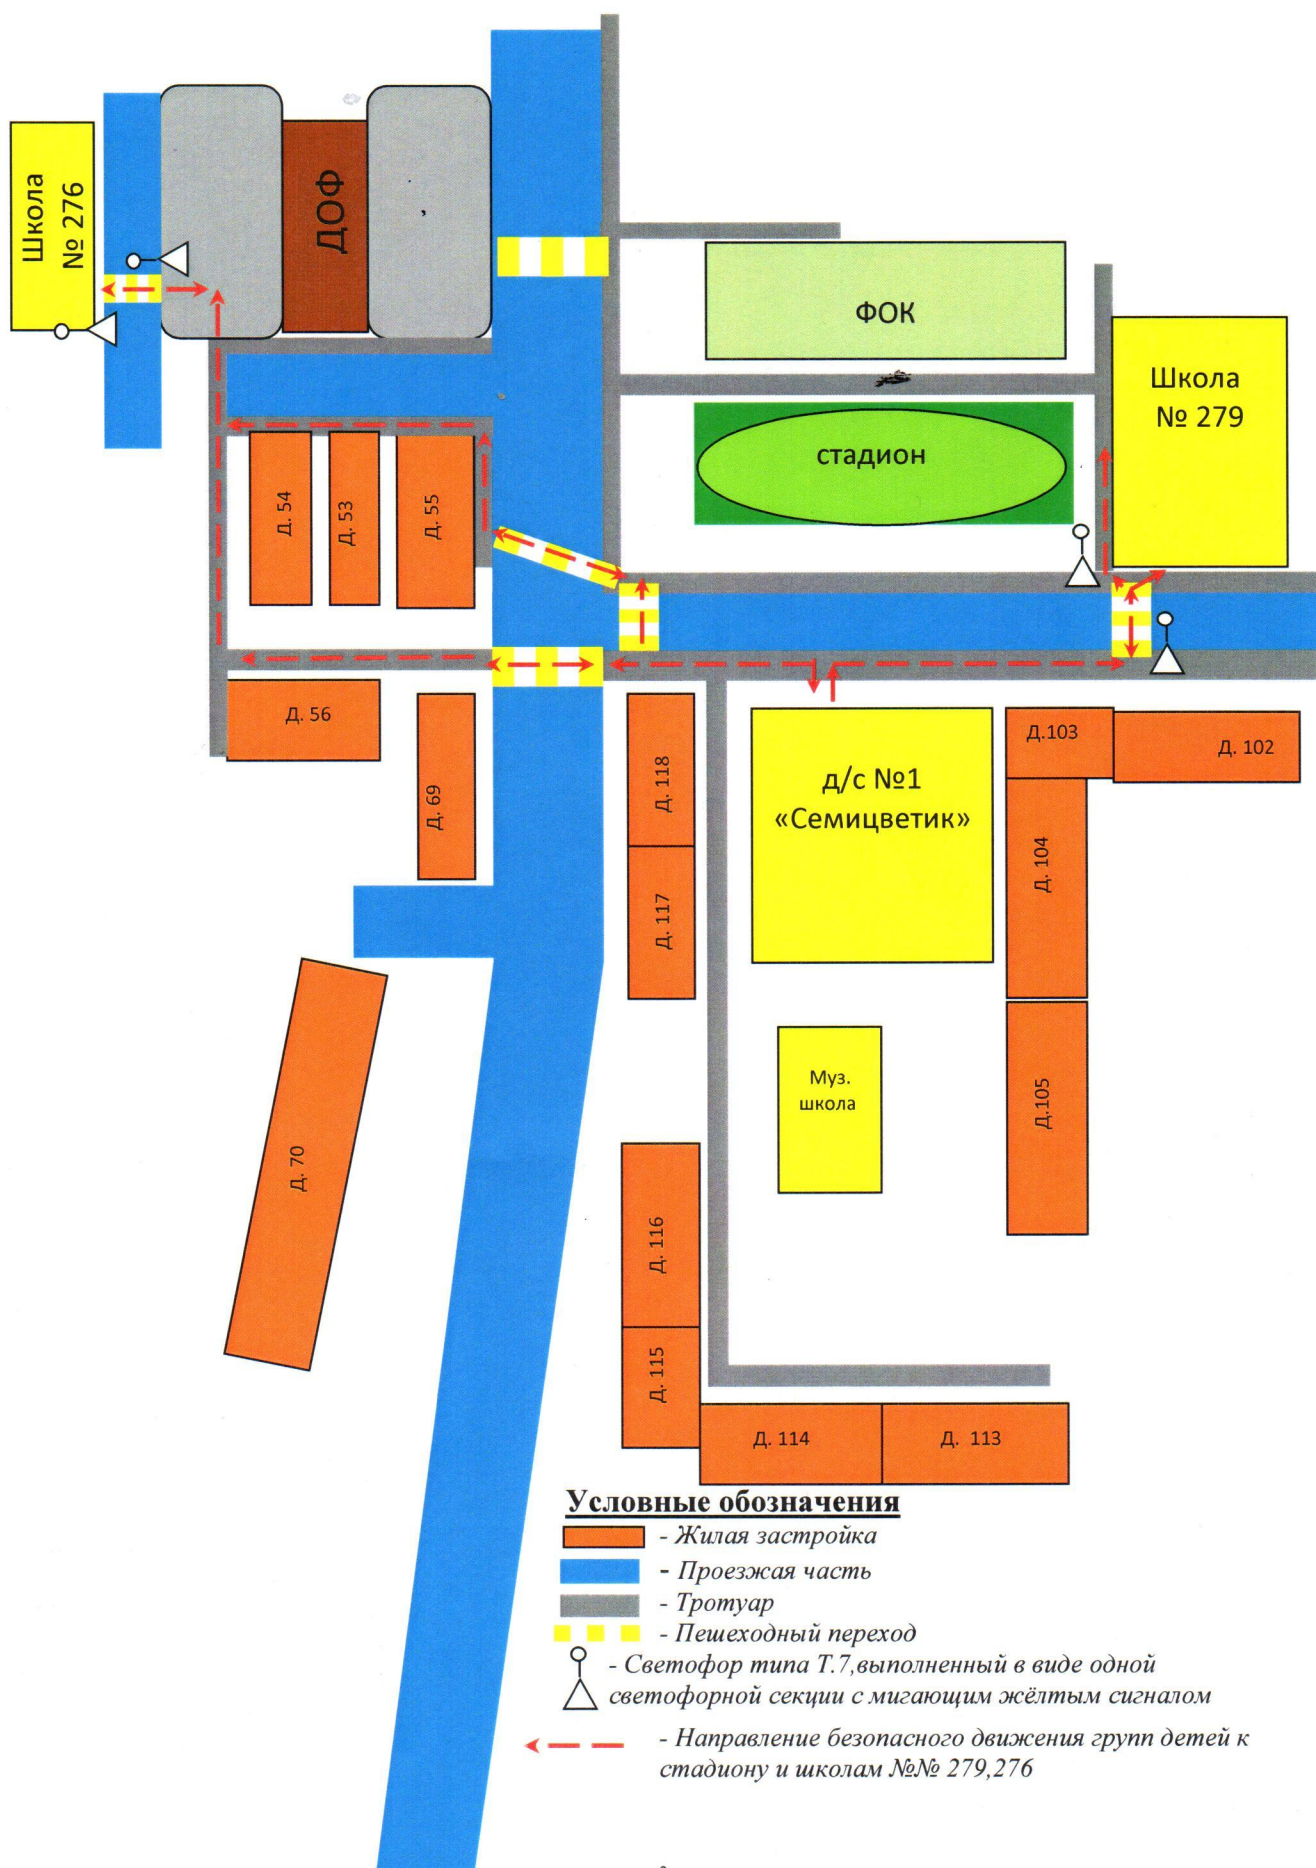 Школа
№ 276
ДОФ
ФОК
Школа
№ 279
стадион
Д. 54
Д. 53
Д. 55
Д. 56
Д. 69
Д. 118
Д. 117
д/с №1
«Семицветик»
Д.103
Д. 102
Д. 104
Д.105
Муз.
школа
Д. 70
Д. 116
Д. 115
Д. 114
Д. 113
Условные обозначения
- Жилая застройка
- Проезжая часть
- Тротуар
- Пешеходный переход
- Светофор типа Т.7,выполненный в виде одной
светофорной секции с мигающим жёлтым сигналом
- Направление безопасного движения групп детей к
стадиону и школам №№ 279,276